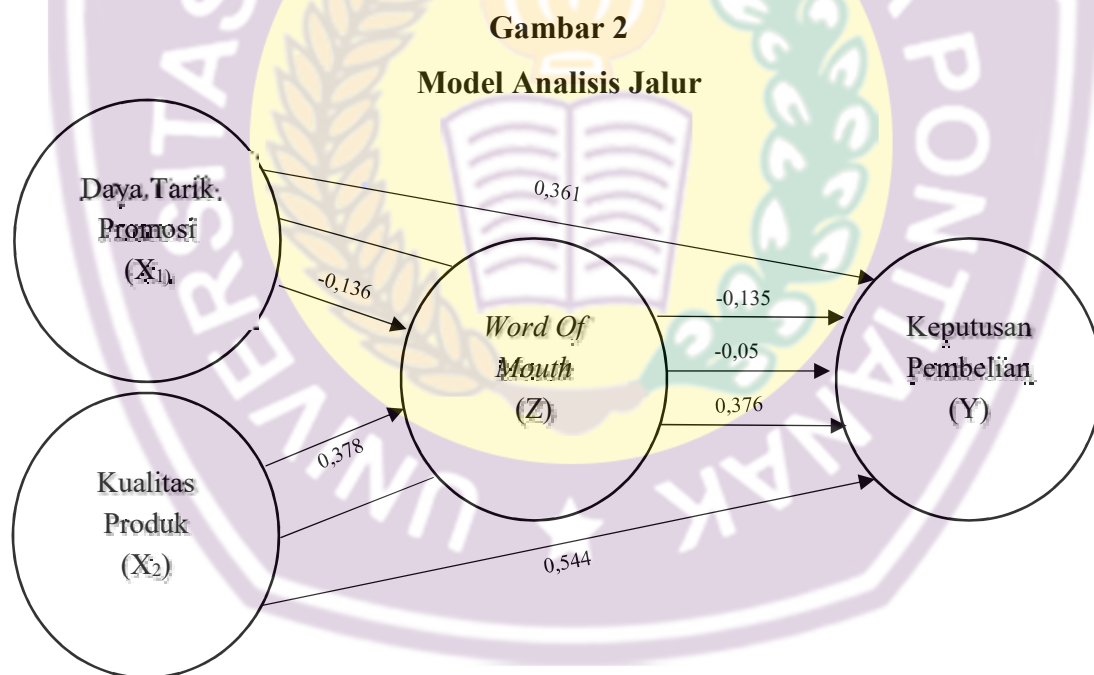 Gambar 2
Model Analisis Jalur
Daya Tarik
Promosi
(X1)
0,361
-0,136
Word Of
Mouth
(Z)
-0,135
-0,05
0,376
Keputusan
Pembelian
(Y)
0,378
Kualitas
Produk
(X2)
0,544